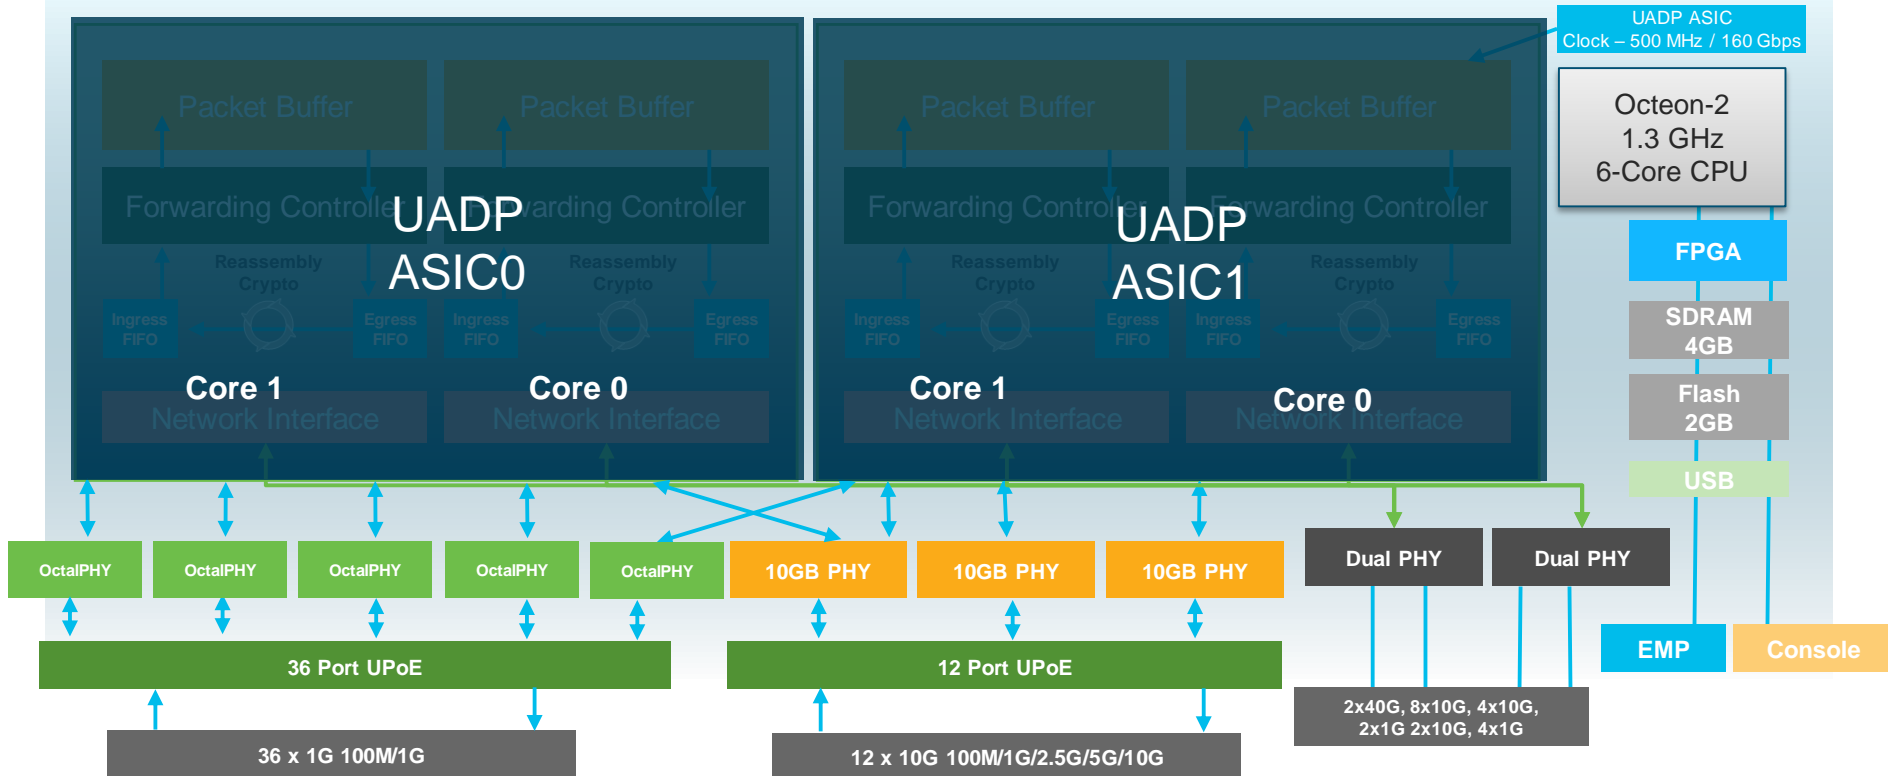 UADP ASIC
Clock – 500 MHz / 160 Gbps
Packet Buffer
Packet Buffer
Packet Buffer
Packet Buffer
Octeon-2
1.3 GHz
6-Core CPU
Forwarding Controller
Forwarding Controller
Forwarding Controller
Forwarding Controller
UADP
ASIC0
UADP
ASIC1
FPGA
Reassembly
Crypto
Reassembly
Crypto
Reassembly
Crypto
Reassembly
Crypto
Ingress
FIFO
Egress
FIFO
Ingress
FIFO
Egress
FIFO
Ingress
FIFO
Egress
FIFO
Ingress
FIFO
Egress
FIFO
SDRAM
4GB
Core 1
Core 0
Core 1
Core 0
Flash
2GB
Network Interface
Network Interface
Network Interface
Network Interface
USB
OctalPHY
OctalPHY
OctalPHY
OctalPHY
OctalPHY
10GB PHY
10GB PHY
10GB PHY
Dual PHY
Dual PHY
36 Port UPoE
12 Port UPoE
EMP
Console
2x40G, 8x10G, 4x10G,
2x1G 2x10G, 4x1G
36 x 1G 100M/1G
12 x 10G 100M/1G/2.5G/5G/10G